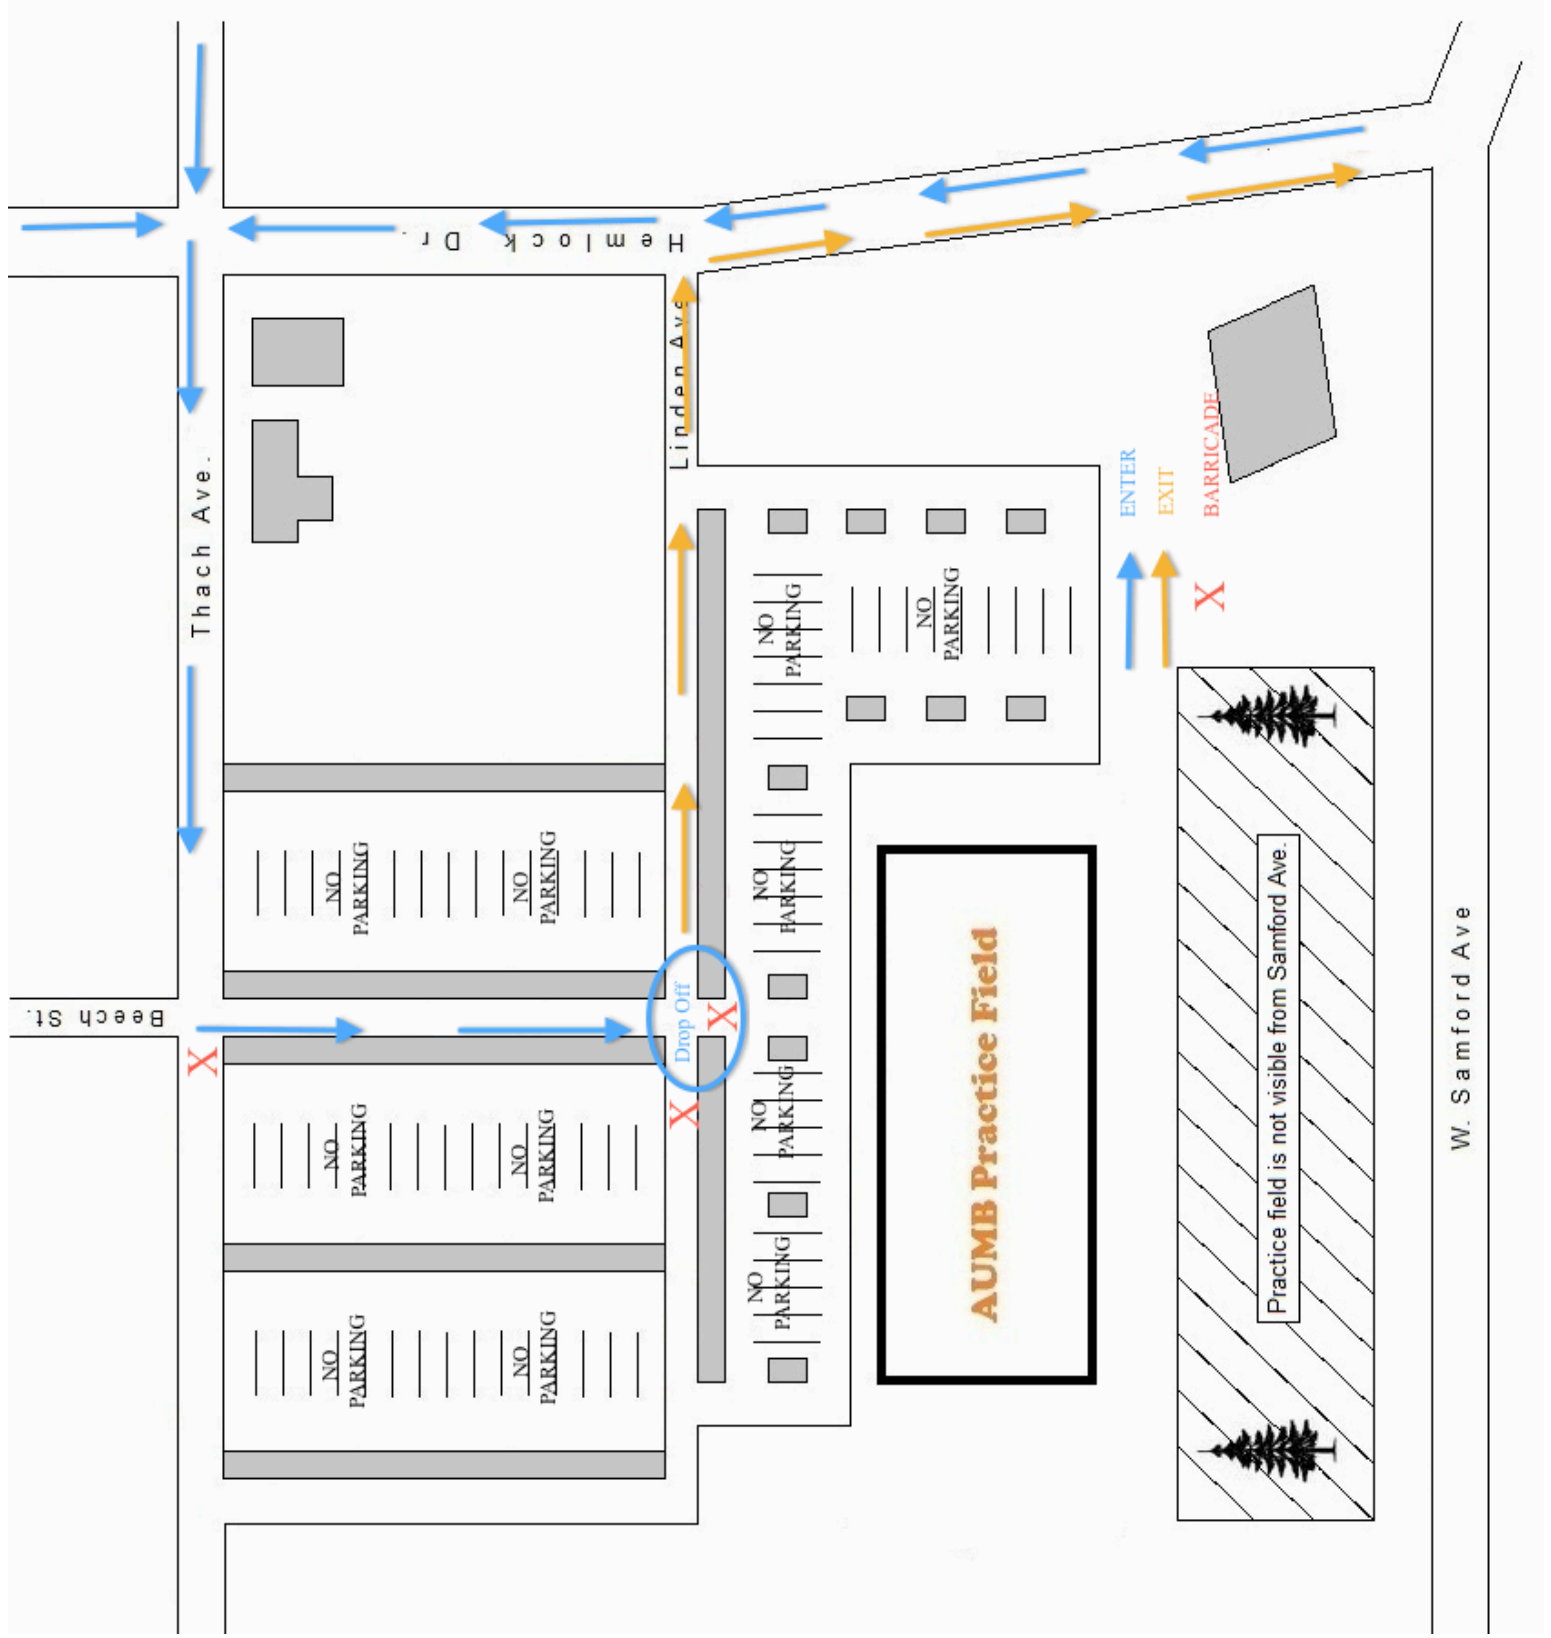 Hemlock Dr.
Linden Ave
Thach Ave.
Beech St.
W. Samford Ave
ENTER
EXIT
BARRICADE
X
NO
PARKING
NO
PARKING
NO
PARKING
NO
PARKING
NO
PARKING
Drop Off
X
X
X
NO
PARKING
NO
PARKING
NO
PARKING
NO
PARKING
NO
PARKING
NO
PARKING
AUMB Practice Field
Practice field is not visible from Samford Ave.